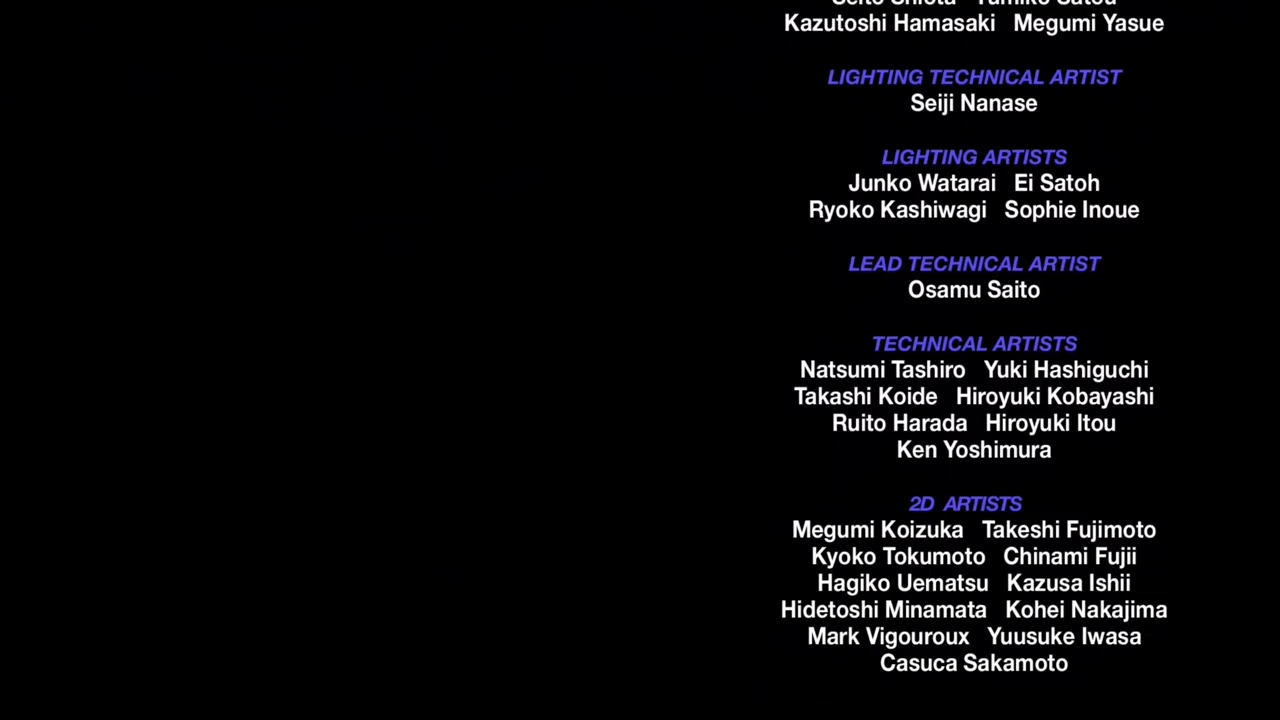 Kazutoshi Hamasaki Megumi Yasue
LIGHTING TECHNICAL ARTIST
Seiji Nanase
LIGHTING ARTISTS
Junko Watarai Ei Satoh
Ryoko Kashiwagi Sophie Inoue
LEAD TECHNICAL ARTIST
Osamu Saito
TECHNICAL ARTISTS
Natsumi Tashiro Yuki Hashiguchi
Takashi Koide Hiroyuki Kobayashi
Ruito Harada Hiroyuki Itou
Ken Yoshimura
2D ARTISTS
Megumi Koizuka Takeshi Fujimoto
Kyoko Tokumoto Chinami Fujii
Hagiko Uematsu Kazusa Ishii
Hidetoshi Minamata Kohei Nakajima
Mark Vigouroux Yuusuke Iwasa
Casuca Sakamoto